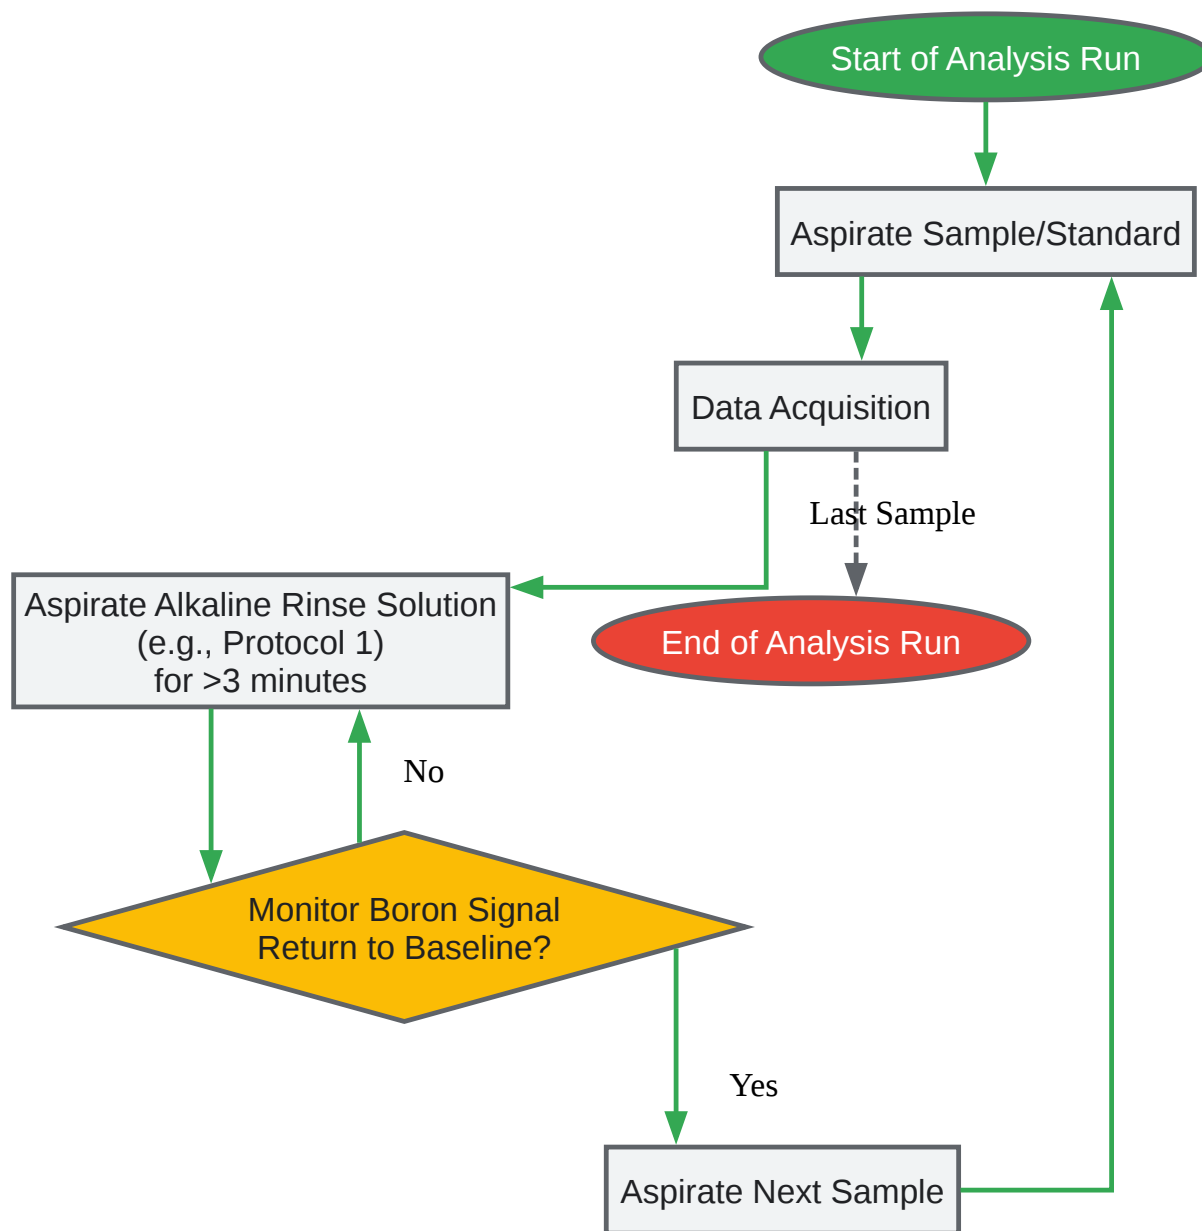 Start of Analysis Run
Aspirate Sample/Standard
Data Acquisition
Last Sample
Aspirate Alkaline Rinse Solution
(e.g., Protocol 1)
for >3 minutes
End of Analysis Run
No
Monitor Boron Signal
Return to Baseline?
Yes
Aspirate Next Sample